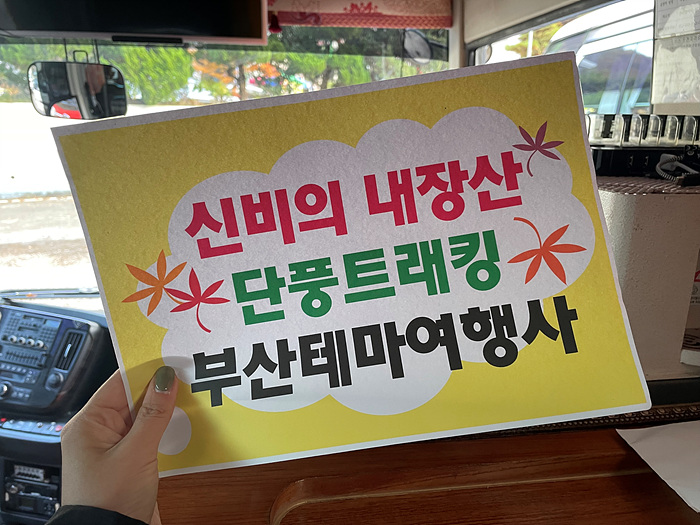 신비의 내장산
단풍트래킹
부산테마여행사